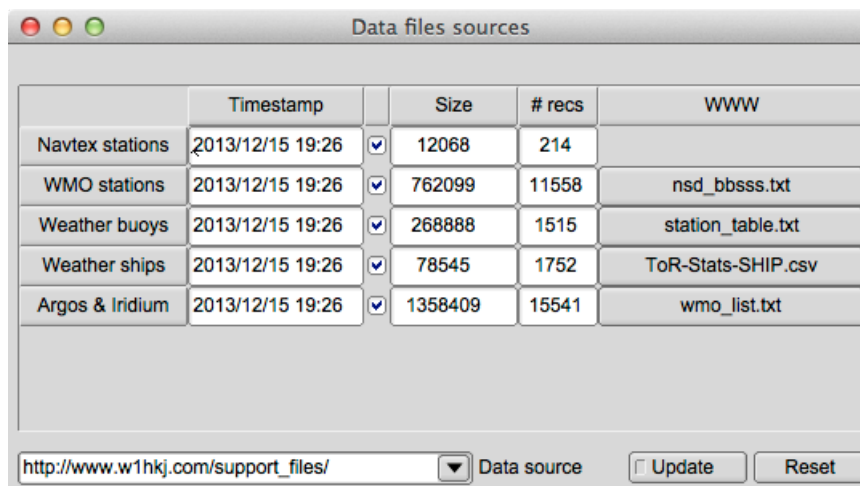 Data files sources
Timestamp Size # recs WWW
Navtex stations 2013/12/15 19:26 12068 214
WMO stations 2013/12/15 19:26 762099 11558 nsd_bbsss.txt
Weather buoys 2013/12/15 19:26 268888 1515 station_table.txt
Weather ships 2013/12/15 19:26 78545 1752 ToR-Stats-SHIP.csv
Argos & Iridium 2013/12/15 19:26 1358409 15541 wmo_list.txt
http://www.w1hkj.com/support_files/ Data source Update Reset